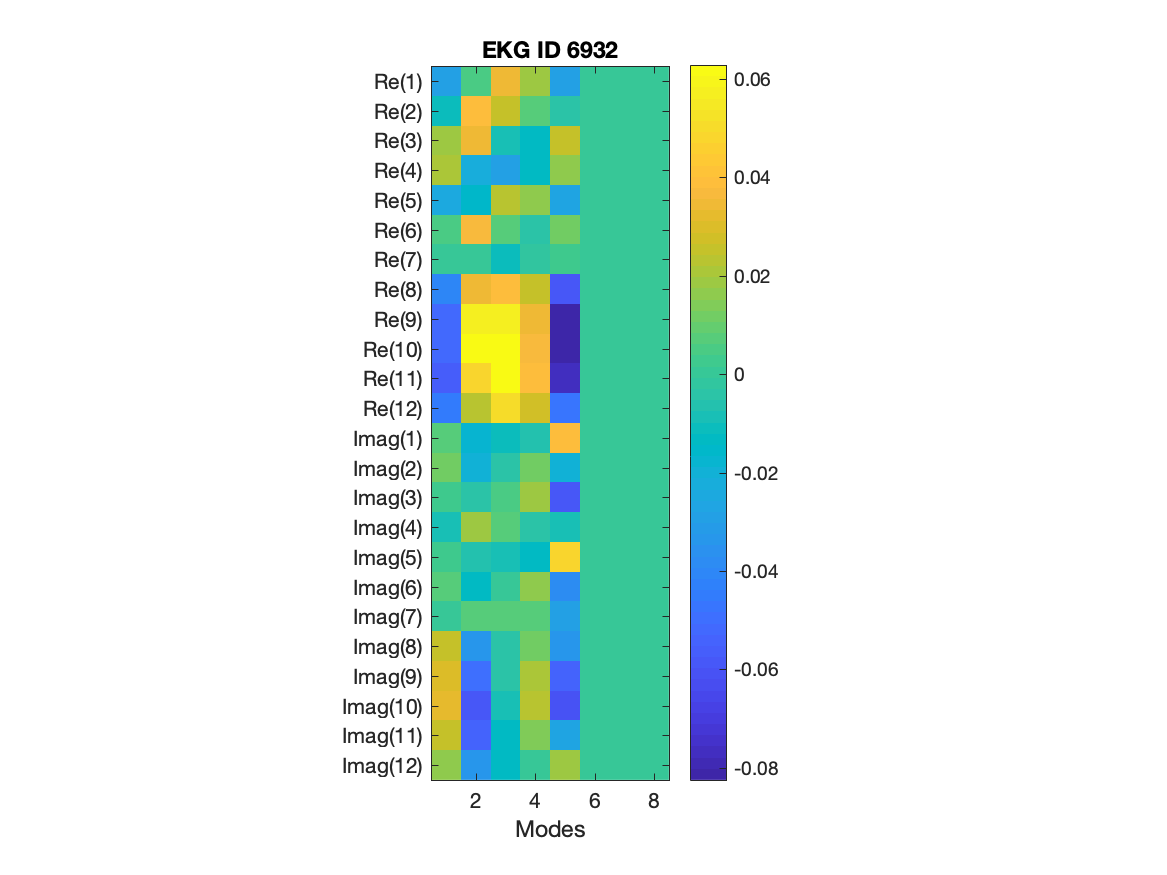 EKG ID 6932
Re(1)
Re(2)
Re(3)
Re(4)
Re(5)
Re(6)
Re(7)
Re(8)
Re(9)
Re(10)
Re(11)
Re(12)
Imag(1)
Imag(2)
Imag(3)
Imag(4)
Imag(5)
Imag(6)
Imag(7)
Imag(8)
Imag(9)
Imag(10)
Imag(11)
Imag(12)
2 4 6 8
Modes
0.06
0.04
0.02
0
-0.02
-0.04
-0.06
-0.08